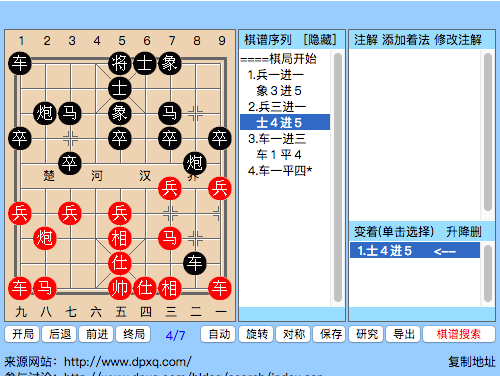 棋谱序列 [隐藏]
注解 添加着法 修改注解
1 2 3 4 5 6 7 8 9
车 将 士 象
士
炮 马 象 马
卒 卒 卒 卒
卒 炮
楚 河 汉 界
兵 兵
兵 兵 兵
炮 相 马
仕 车
车 马 帅 仕 相 车
九 八 七 六 五 四 三 二 一
====棋局开始
1.兵一进一
象3进5
2.兵三进一
士4进5
3.车一进三
车1平4
4.车一平四*
变着(单击选择) 升降删
1.士4进5 <--
开局 后退 前进 终局 4/7 自动 旋转 对称 保存 研究 导出 棋谱搜索
来源网站: http://www.dpxq.com/ 复制地址